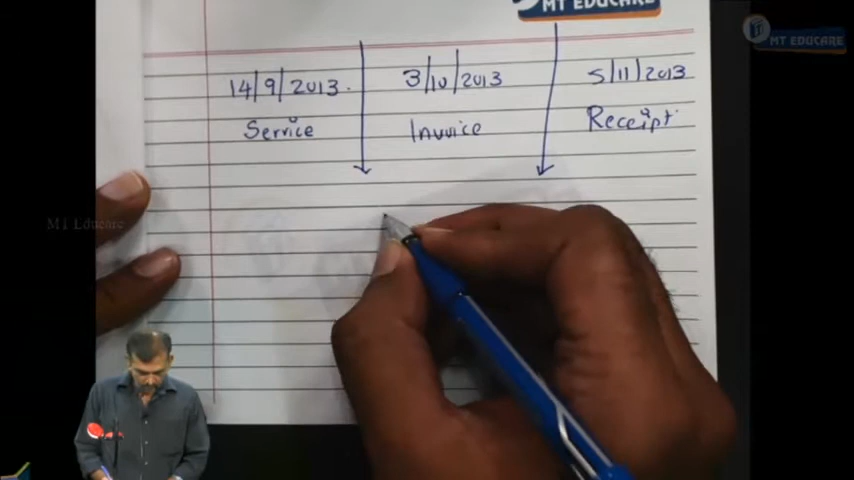 MT EDUCARE
MT EDUCARE
14/9/2013. 3/10/2013 5/11/2013
Service Invoice Receipt
MT Educare